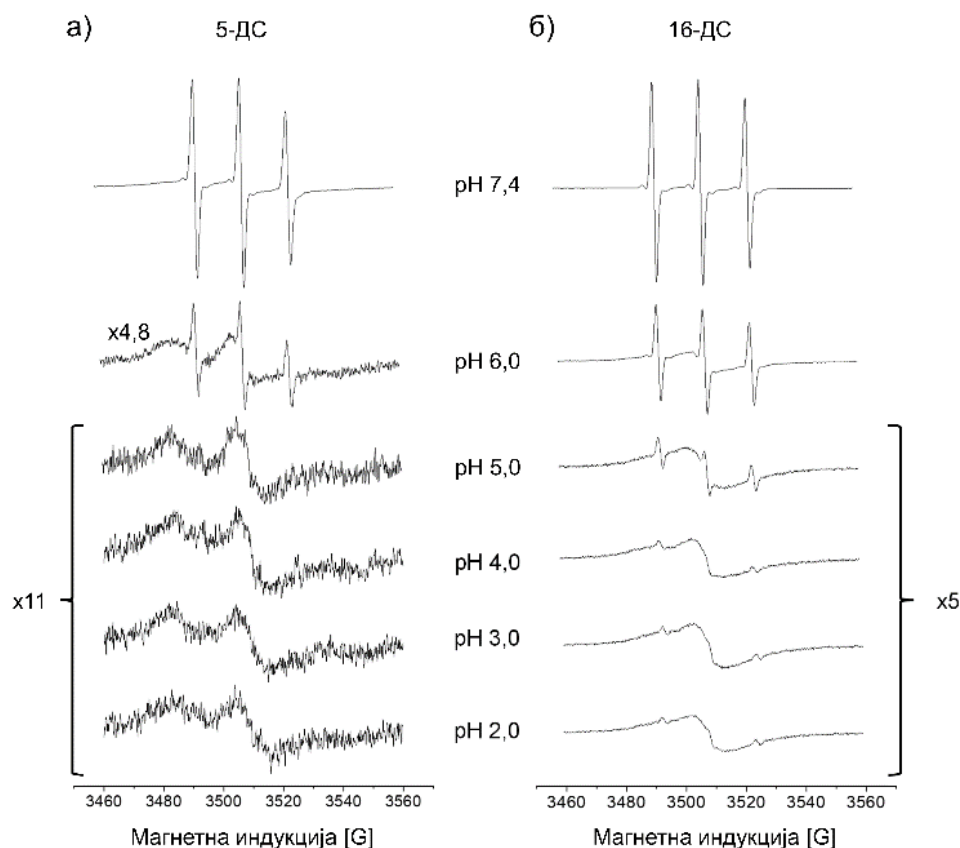 а) 5-ДС б) 16-ДС
pH 7,4
x4,8
pH 6,0
pH 5,0
pH 4,0
x11 x5
pH 3,0
pH 2,0
3460 3480 3500 3520 3540 3560 3460 3480 3500 3520 3540 3560
Магнетна индукција [G] Магнетна индукција [G]